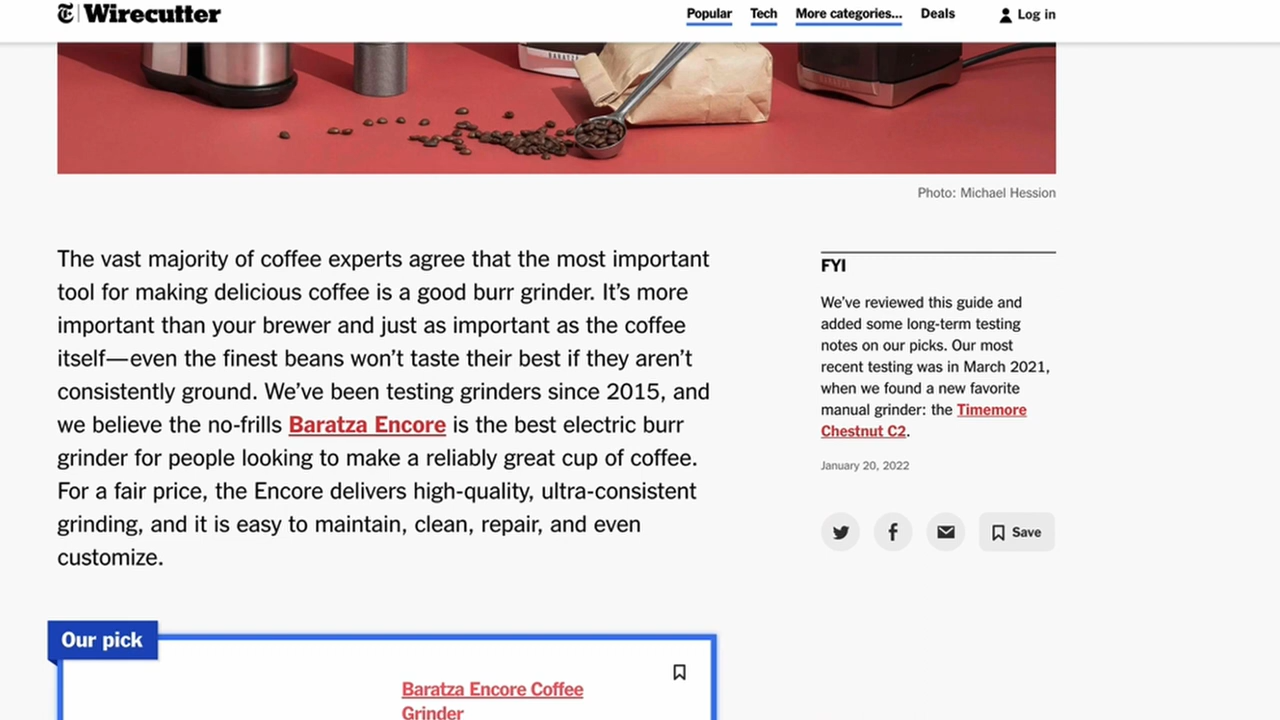 Wirecutter
Popular Tech More categories... Deals Log in
Photo: Michael Hession
The vast majority of coffee experts agree that the most important
tool for making delicious coffee is a good burr grinder. It’s more
important than your brewer and just as important as the coffee
itself—even the finest beans won’t taste their best if they aren’t
consistently ground. We’ve been testing grinders since 2015, and
we believe the no-frills Baratza Encore is the best electric burr
grinder for people looking to make a reliably great cup of coffee.
For a fair price, the Encore delivers high-quality, ultra-consistent
grinding, and it is easy to maintain, clean, repair, and even
customize.
FYI
We’ve reviewed this guide and
added some long-term testing
notes on our picks. Our most
recent testing was in March 2021,
when we found a new favorite
manual grinder: the Timemore
Chestnut C2.
January 20, 2022
Save
Our pick
Baratza Encore Coffee
Grinder